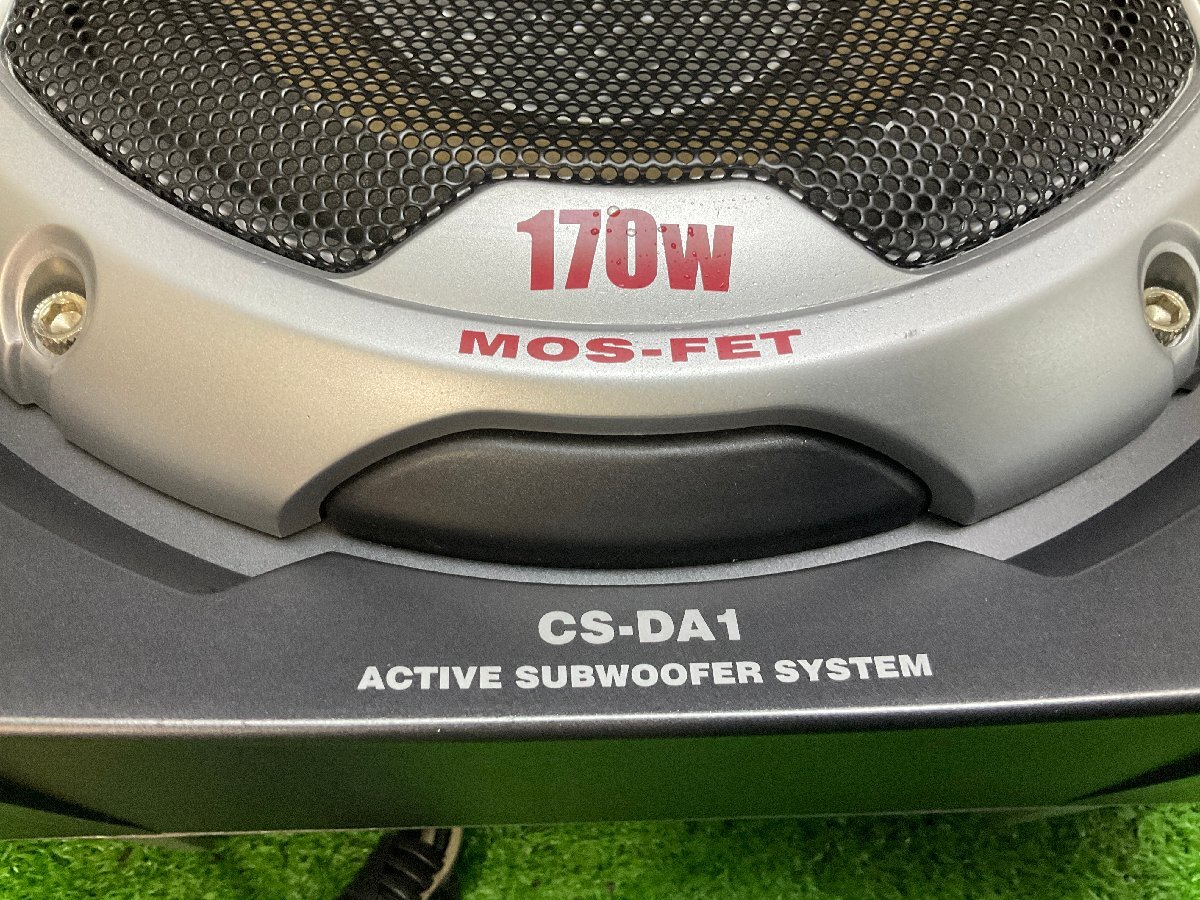 170W
MOS-FET
CS-DA1
ACTIVE SUBWOOFER SYSTEM